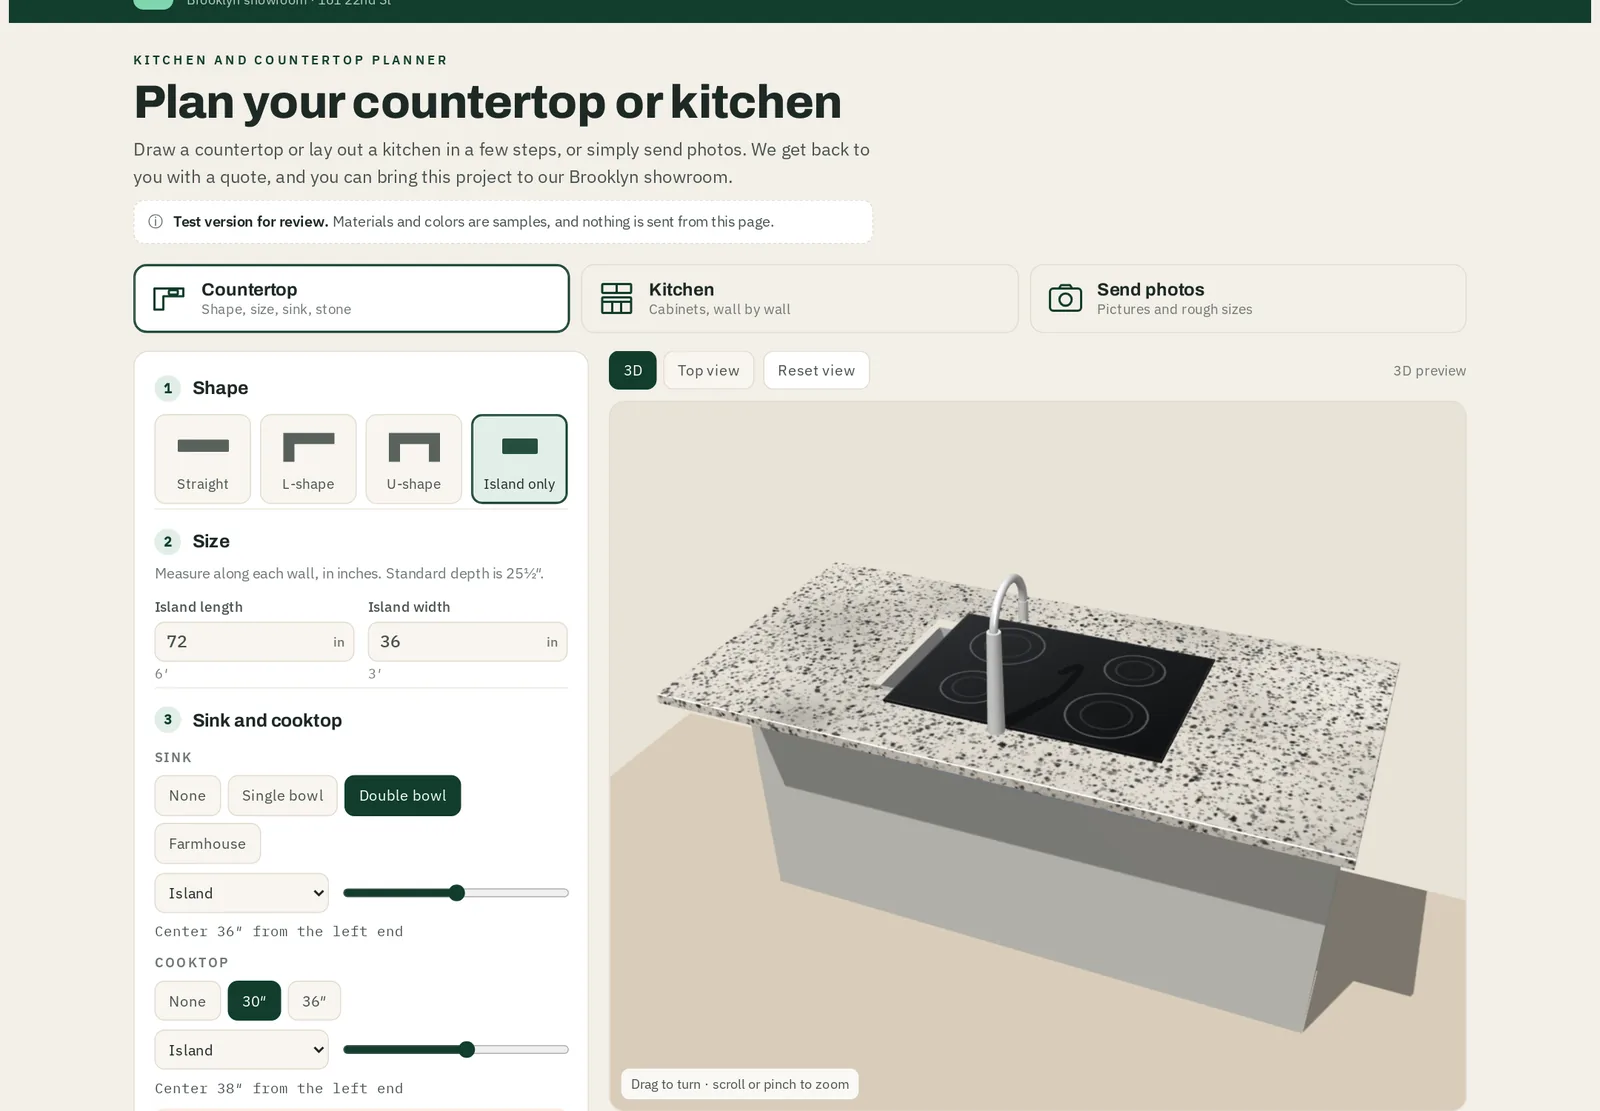 Brooklyn showroom · 161 22nd St
KITCHEN AND COUNTERTOP PLANNER
Plan your countertop or kitchen
Draw a countertop or lay out a kitchen in a few steps, or simply send photos. We get back to
you with a quote, and you can bring this project to our Brooklyn showroom.
Test version for review. Materials and colors are samples, and nothing is sent from this page.
Countertop
Shape, size, sink, stone
Kitchen
Cabinets, wall by wall
Send photos
Pictures and rough sizes
1 Shape
Straight
L-shape
U-shape
Island only
3D
Top view
Reset view
3D preview
2 Size
Measure along each wall, in inches. Standard depth is 25½″.
Island length
Island width
72 in
36 in
6′
3′
3 Sink and cooktop
SINK
None
Single bowl
Double bowl
Farmhouse
Island
Center 36″ from the left end
COOKTOP
None
30″
36″
Island
Center 38″ from the left end
Drag to turn · scroll or pinch to zoom